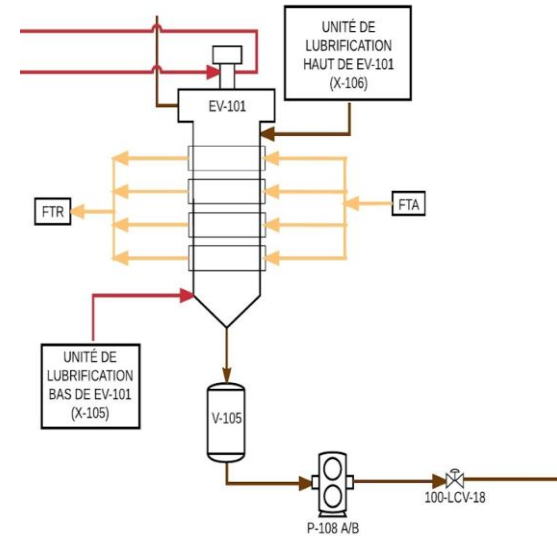 UNITÉ DE
LUBRIFICATION
HAUT DE EV-101
(X-106)
EV-101
FTR
FTA
UNITÉ DE
LUBRIFICATION
BAS DE EV-101
(X-105)
V-105
100-LCV-18
P-108 A/B